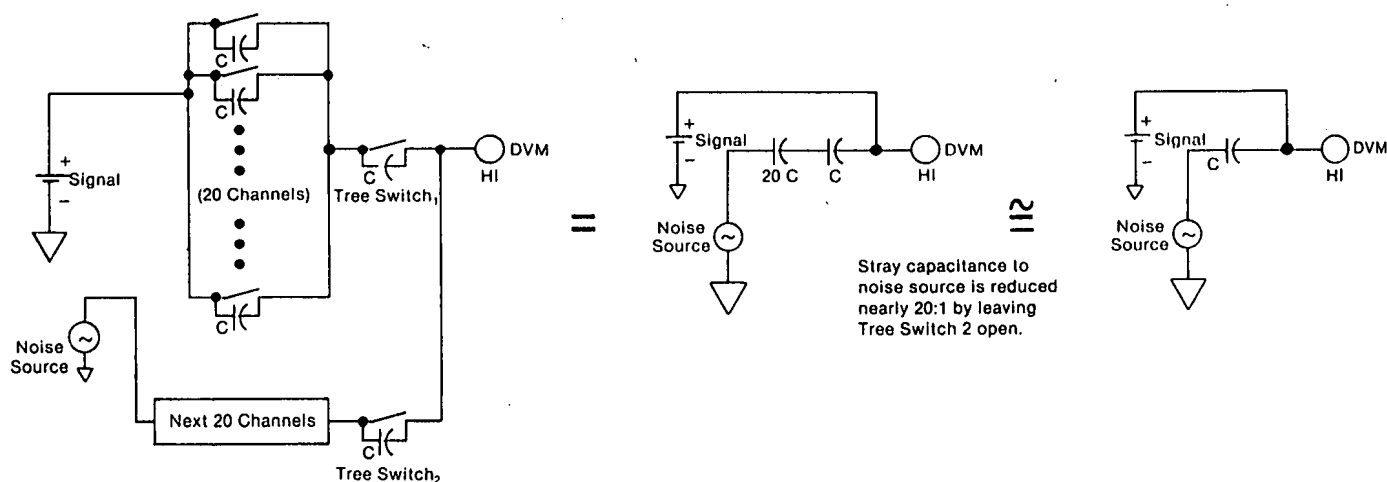 C
C
+
Signal
−
(20 Channels)
C
Tree Switch₁
DVM
HI
C
Noise
Source
~
Next 20 Channels
C
Tree Switch₂
=
+
Signal
−
20 C
C
DVM
HI
Noise
Source
~
≅
Stray capacitance to
noise source is reduced
nearly 20:1 by leaving
Tree Switch 2 open.
+
Signal
−
C
DVM
HI
Noise
Source
~